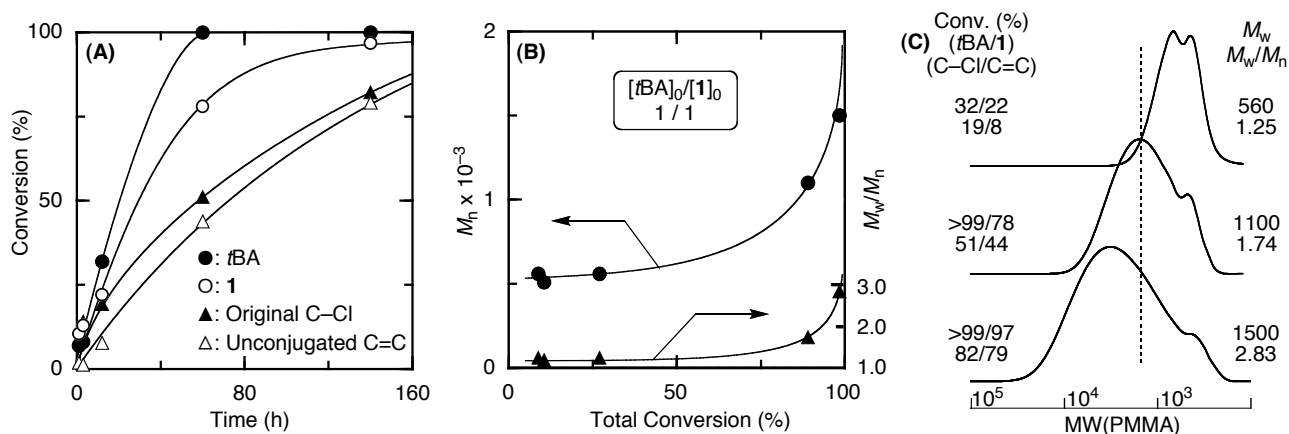 (A)
100
50
0
Conversion (%)
0
80
160
Time (h)
●: tBA
○: 1
▲: Original C–Cl
△: Unconjugated C=C
(B)
[tBA]₀/[1]₀
1 / 1
2
1
0
Mn x 10⁻³
3.0
2.0
1.0
Mw/Mn
0
50
100
Total Conversion (%)
(C)
Conv. (%)
(tBA/1)
(C–Cl/C=C)
Mw
Mw/Mn
32/22
19/8
560
1.25
>99/78
51/44
1100
1.74
>99/97
82/79
1500
2.83
10⁵
10⁴
10³
MW(PMMA)